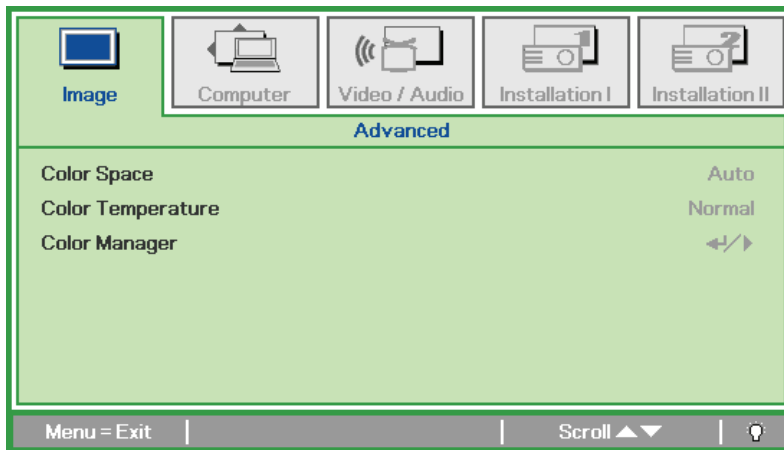 Image
Computer
Video / Audio
Installation I
Installation II
Advanced
Color Space Auto
Color Temperature Normal
Color Manager
Menu = Exit Scroll